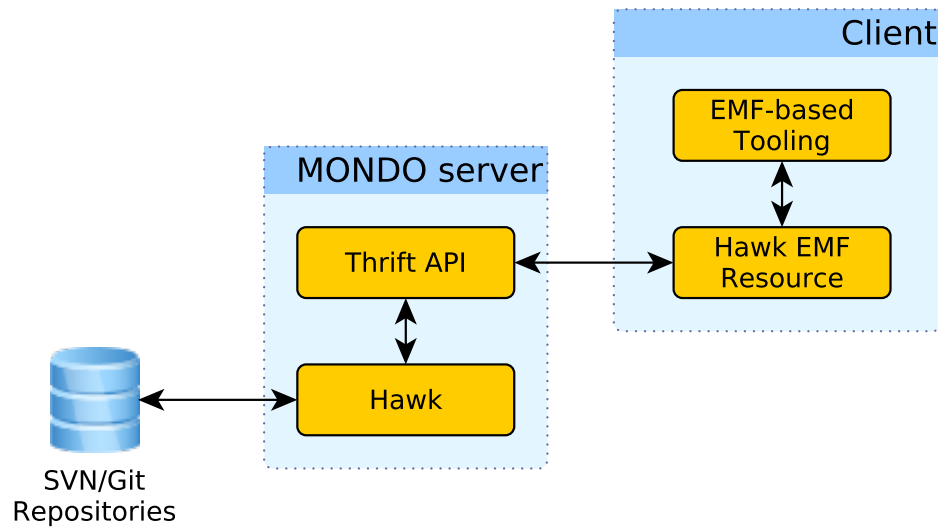 Client
EMF-based
Tooling
MONDO server
Thrift API
Hawk EMF
Resource
Hawk
SVN/Git
Repositories